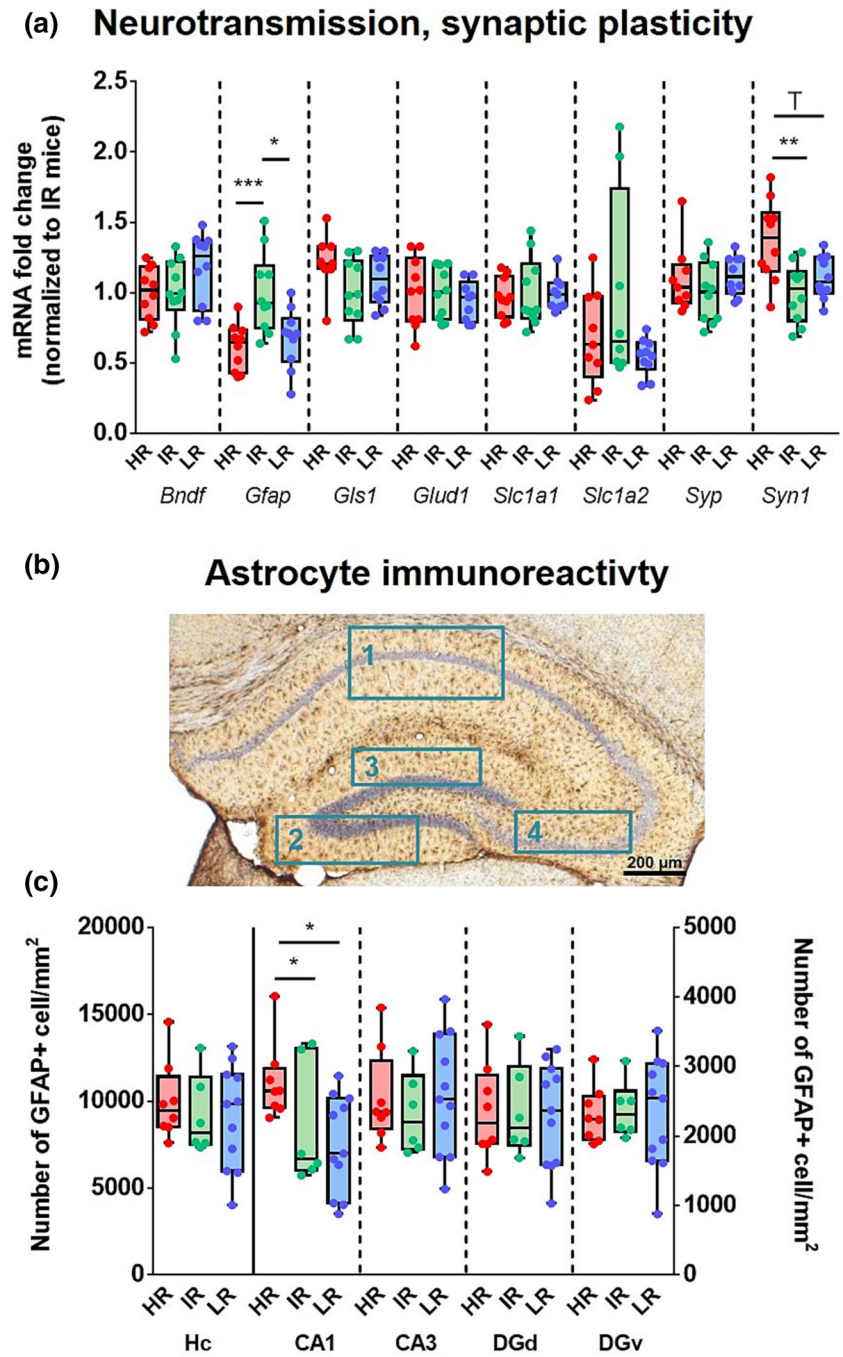 (a) Neurotransmission, synaptic plasticity
mRNA fold change
(normalized to IR mice)
2.5
2.0
1.5
1.0
0.5
0.0
*** * T **
HR IR LR HR IR LR HR IR LR HR IR LR HR IR LR HR IR LR HR IR LR HR IR LR
Bndf Gfap Gls1 Glud1 Slc1a1 Slc1a2 Syp Syn1
(b) Astrocyte immunoreactivty
1
3
2
4
200 µm
(c)
Number of GFAP+ cell/mm²
20000
15000
10000
5000
0
* *
5000
4000
3000
2000
1000
0
Number of GFAP+ cell/mm²
HR IR LR HR IR LR HR IR LR HR IR LR HR IR LR
Hc CA1 CA3 DGd DGv